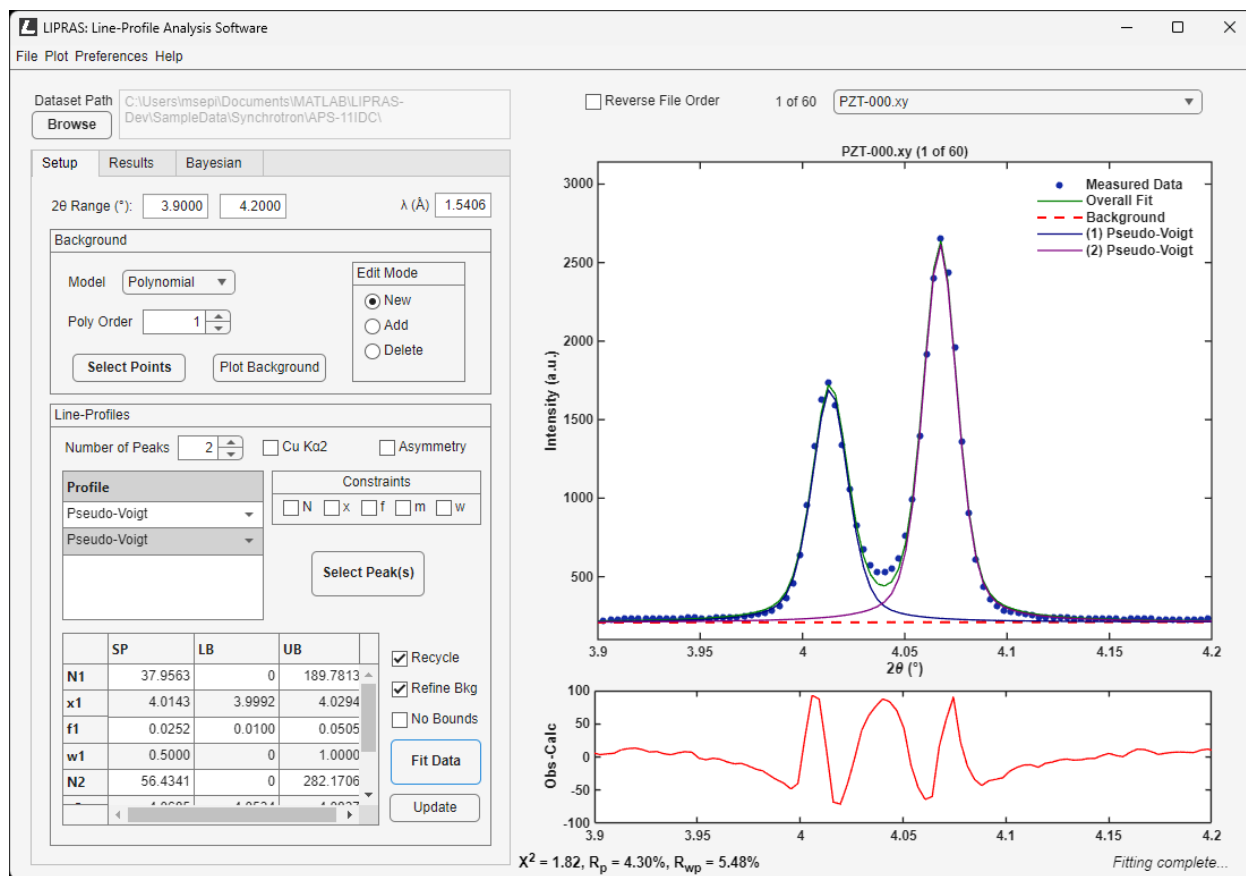 LIPRAS: Line-Profile Analysis Software
File Plot Preferences Help
Dataset Path
C:\Users\msepi\Documents\MATLAB\LIPRAS-
Dev\SampleData\Synchrotron\APS-11IDC\
Browse
Reverse File Order
1 of 60
PZT-000.xy
Setup Results Bayesian
2θ Range (°): 3.9000 4.2000 λ (Å) 1.5406
Background
Model Polynomial
Poly Order 1
Select Points Plot Background
Edit Mode
New
Add
Delete
Line-Profiles
Number of Peaks 2 Cu Kα2 Asymmetry
Profile
Pseudo-Voigt
Pseudo-Voigt
Constraints
N x f m w
Select Peak(s)
SP LB UB
N1 37.9563 0 189.7813
x1 4.0143 3.9992 4.0294
f1 0.0252 0.0100 0.0505
w1 0.5000 0 1.0000
N2 56.4341 0 282.1706
Recycle
Refine Bkg
No Bounds
Fit Data
Update
PZT-000.xy (1 of 60)
Measured Data
Overall Fit
Background
(1) Pseudo-Voigt
(2) Pseudo-Voigt
Intensity (a.u.)
3000
2500
2000
1500
1000
500
3.9 3.95 4 4.05 4.1 4.15 4.2
2θ (°)
Obs-Calc
100
50
0
-50
-100
3.9 3.95 4 4.05 4.1 4.15 4.2
X² = 1.82, Rp = 4.30%, Rwp = 5.48%
Fitting complete...